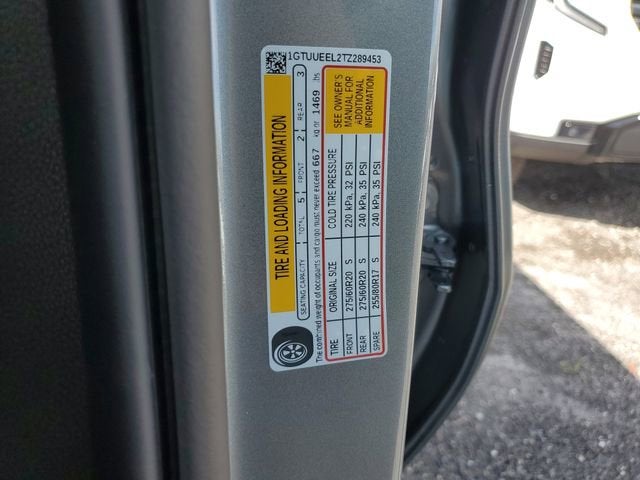 1GTUUEEL2TZ289453
TIRE AND LOADING INFORMATION
SEATING CAPACITY TOTAL 5 FRONT 2 REAR 3
The combined weight of occupants and cargo must never exceed 667 kg or 1469 lbs
TIRE ORIGINAL SIZE COLD TIRE PRESSURE
FRONT 275/60R20 S 220 kPa, 32 PSI
REAR 275/60R20 S 240 kPa, 35 PSI
SPARE 255/80R17 S 240 kPa, 35 PSI
SEE OWNER'S
MANUAL FOR
ADDITIONAL
INFORMATION